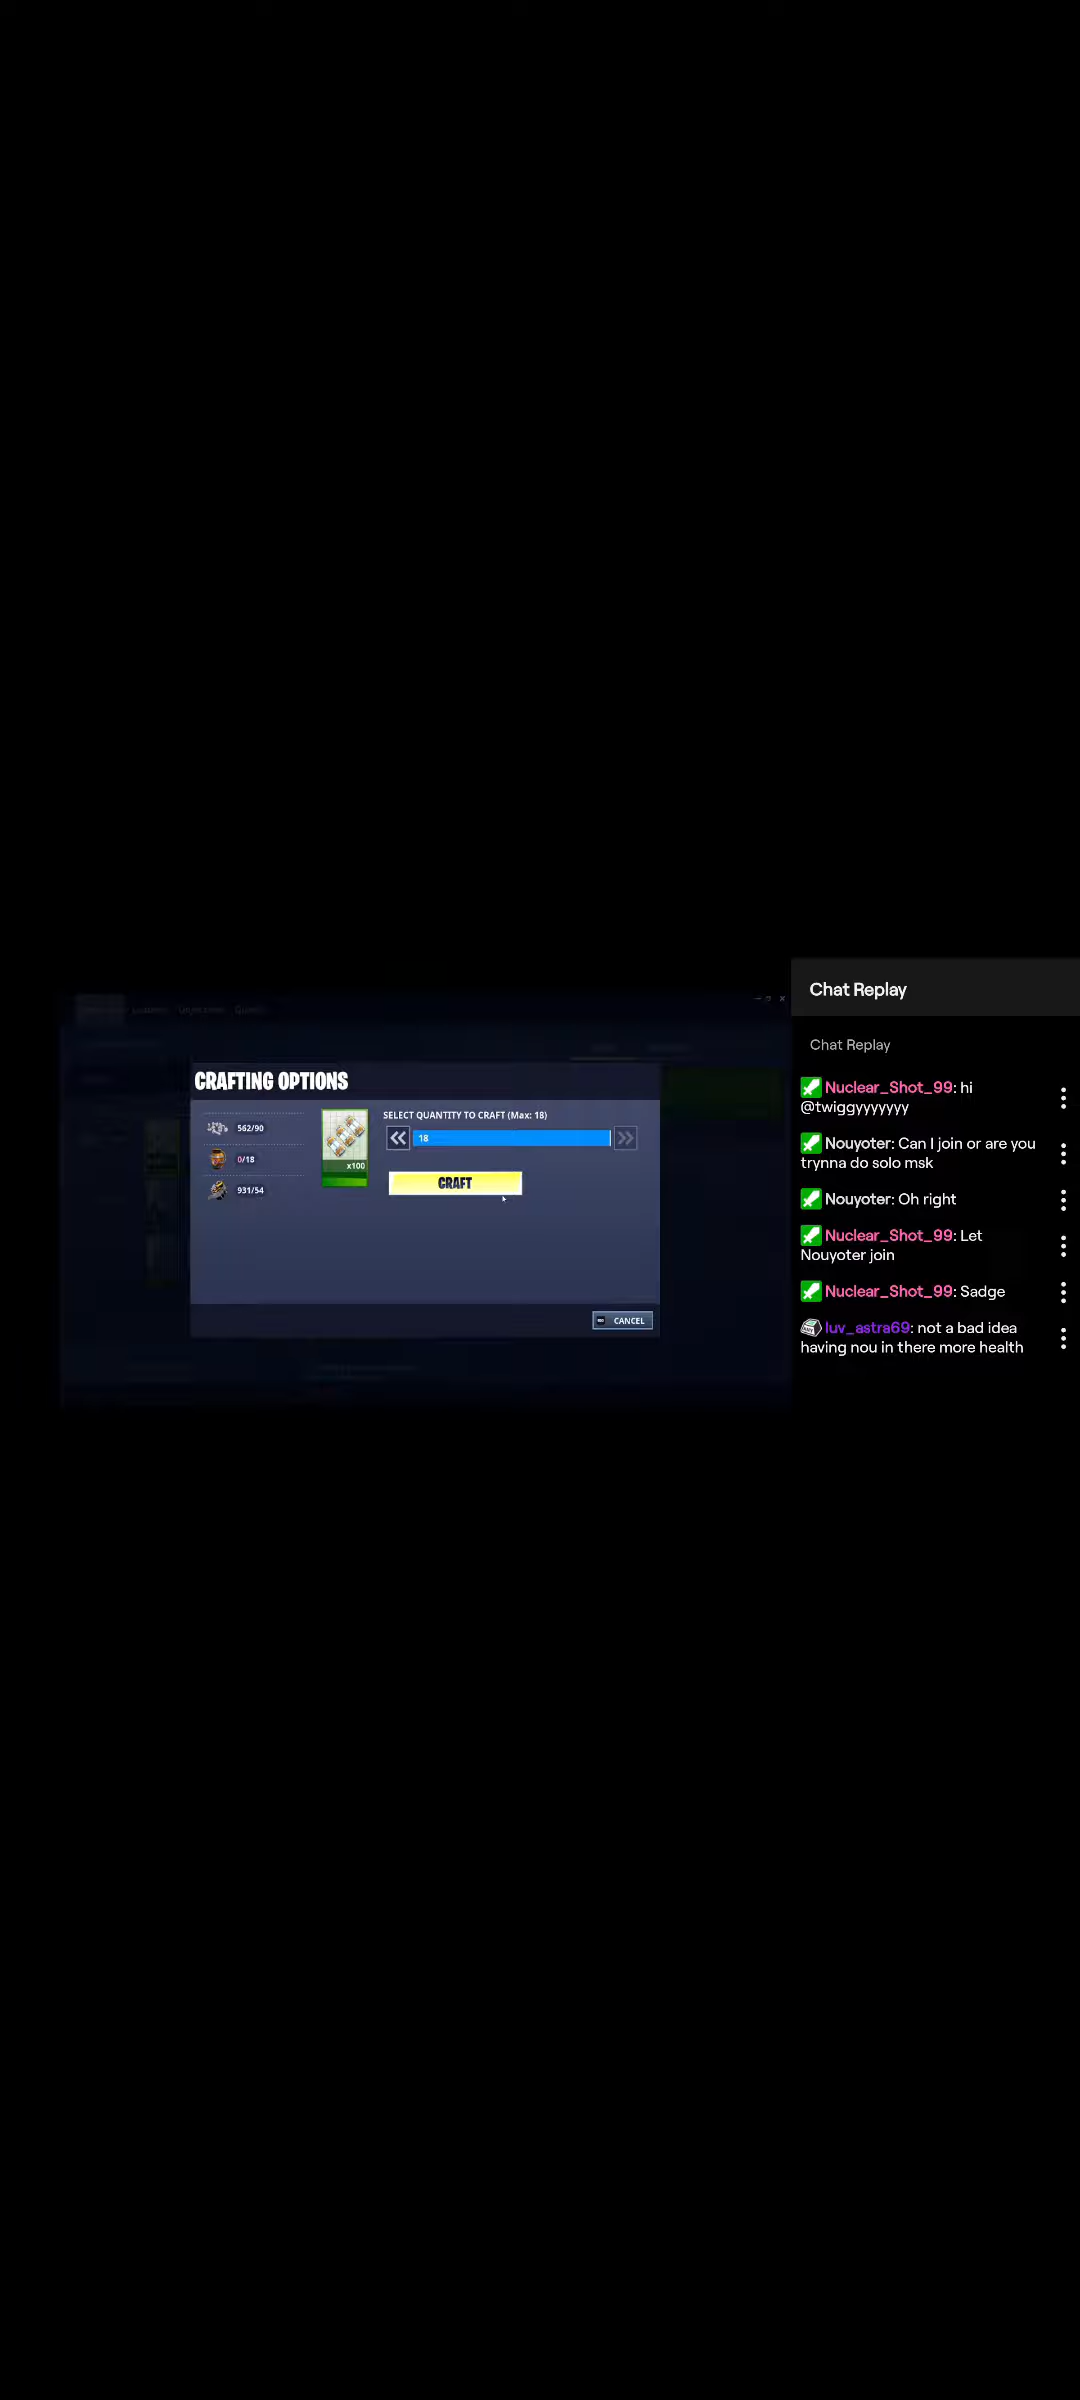 CRAFTING OPTIONS
562/90
0/18
931/54
x100
SELECT QUANTITY TO CRAFT (Max: 18)
18
CRAFT
CANCEL
Chat Replay
Chat Replay
Nuclear_Shot_99: hi
@twiggyyyyyyy
Nouyoter: Can I join or are you
trynna do solo msk
Nouyoter: Oh right
Nuclear_Shot_99: Let
Nouyoter join
Nuclear_Shot_99: Sadge
luv_astra69: not a bad idea
having nou in there more health